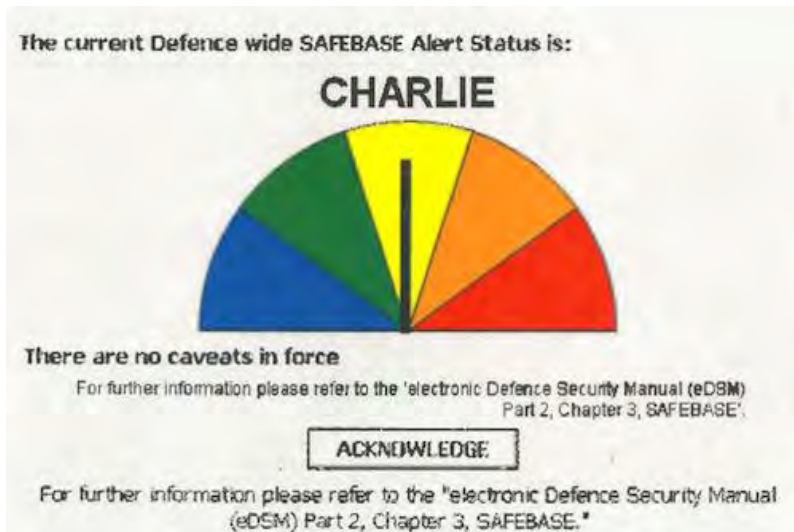 The current Defence wide SAFEBASE Alert Status is:
CHARLIE
There are no caveats in force
For further information please refer to the 'electronic Defence Security Manual (eDSM)
Part 2, Chapter 3, SAFEBASE'.
ACKNOWLEDGE
For further information please refer to the "electronic Defence Security Manual
(eDSM) Part 2, Chapter 3, SAFEBASE."